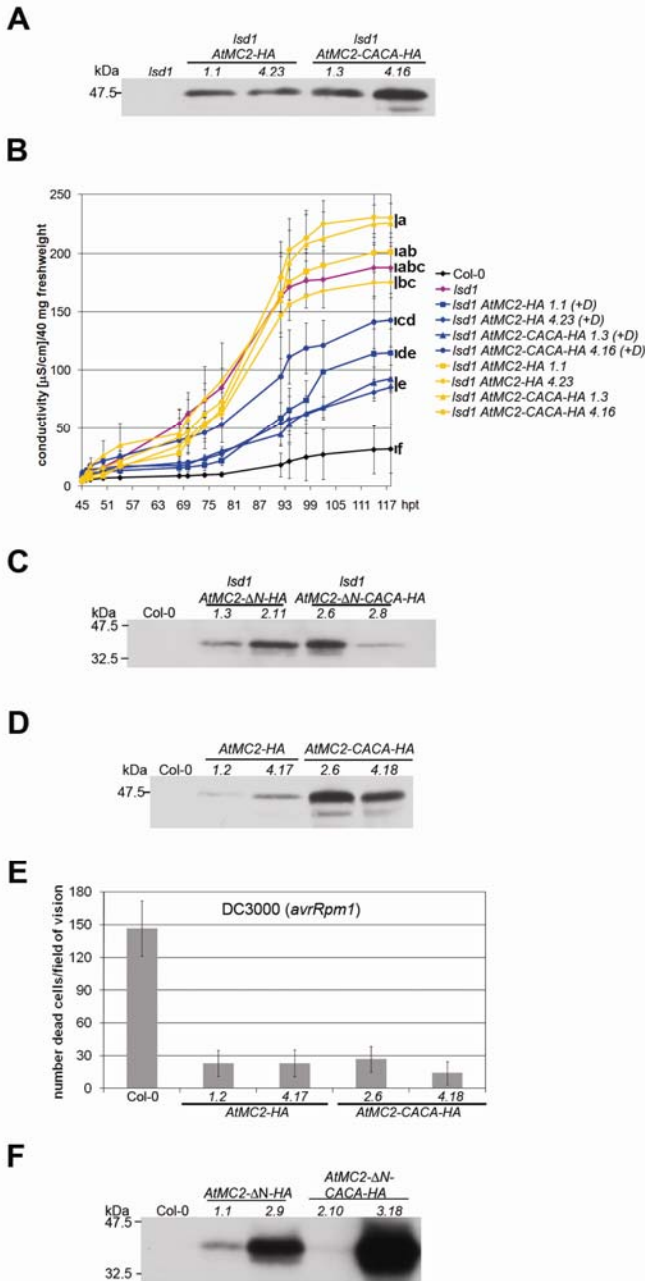 A
lsd1 lsd1
AtMC2-HA AtMC2-CACA-HA
kDa lsd1 1.1 4.23 1.3 4.16
47.5
B
250
200
150
100
50
0
conductivity [µS/cm]/40 mg freshweight
45 49 51 57 63 69 75 81 87 93 99 105 111 117 hpt
a
ab
abc
bc
cd
de
e
f
Col-0
lsd1
lsd1 AtMC2-HA 1.1 (+D)
lsd1 AtMC2-HA 4.23 (+D)
lsd1 AtMC2-CACA-HA 1.3 (+D)
lsd1 AtMC2-CACA-HA 4.16 (+D)
lsd1 AtMC2-HA 1.1
lsd1 AtMC2-HA 4.23
lsd1 AtMC2-CACA-HA 1.3
lsd1 AtMC2-CACA-HA 4.16
C
lsd1 lsd1
AtMC2-ΔN-HA AtMC2-ΔN-CACA-HA
kDa Col-0 1.3 2.11 2.6 2.8
47.5
32.5
D
AtMC2-HA AtMC2-CACA-HA
kDa Col-0 1.2 4.17 2.6 4.18
47.5
E
DC3000 (avrRpm1)
number dead cells/field of vision
180
150
120
90
60
30
0
Col-0 1.2 4.17 2.6 4.18
AtMC2-HA AtMC2-CACA-HA
F
AtMC2-ΔN-HA AtMC2-ΔN-
CACA-HA
kDa Col-0 1.1 2.9 2.10 3.18
47.5
32.5